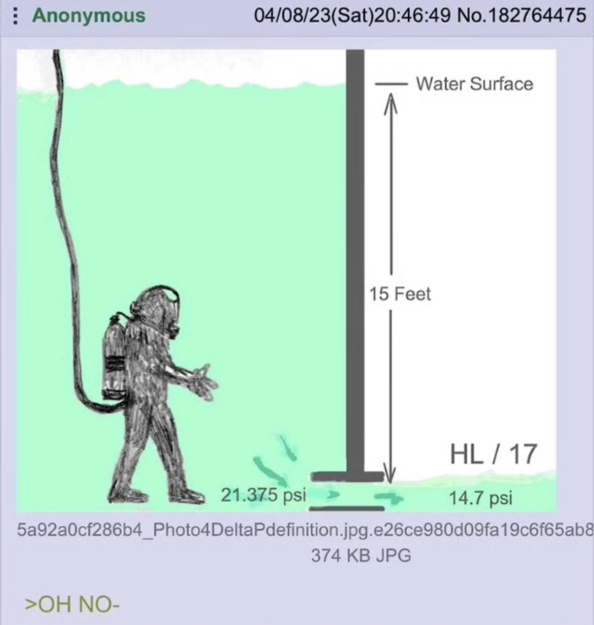 Anonymous 04/08/23(Sat)20:46:49 No.182764475
Water Surface
15 Feet
HL / 17
21.375 psi
14.7 psi
5a92a0cf286b4_Photo4DeltaPdefinition.jpg.e26ce980d09fa19c6f65ab8
374 KB JPG
>OH NO-